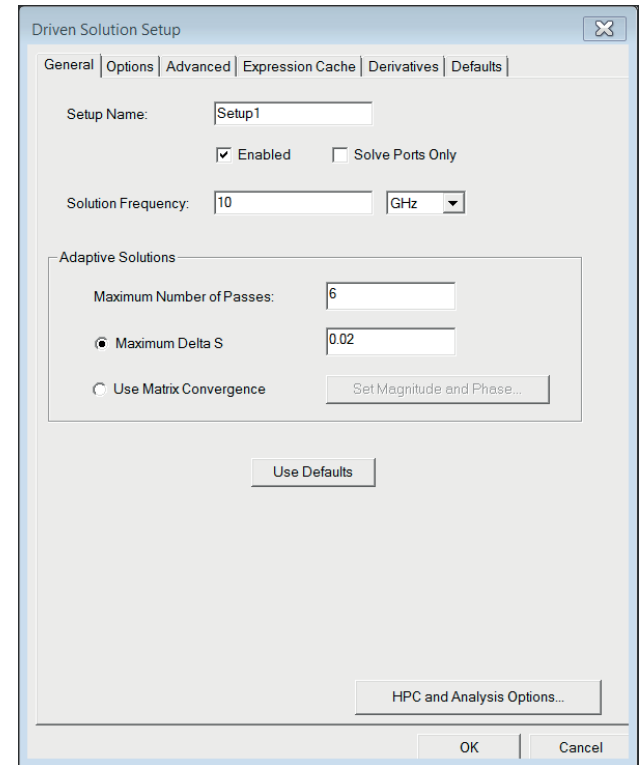 Driven Solution Setup
General Options Advanced Expression Cache Derivatives Defaults
Setup Name: Setup1
Enabled Solve Ports Only
Solution Frequency: 10 GHz
Adaptive Solutions
Maximum Number of Passes: 6
Maximum Delta S 0.02
Use Matrix Convergence Set Magnitude and Phase...
Use Defaults
HPC and Analysis Options...
OK Cancel